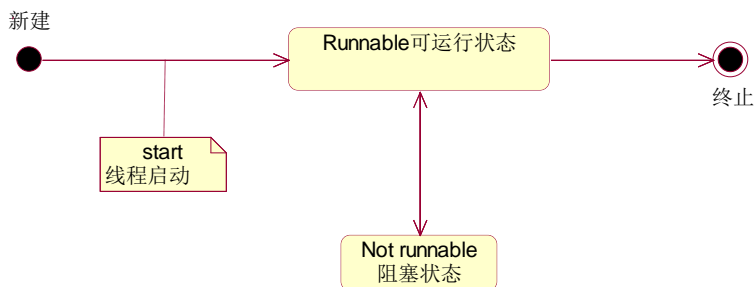 新建
Runnable可运行状态
终止
start
线程启动
Not runnable
阻塞状态